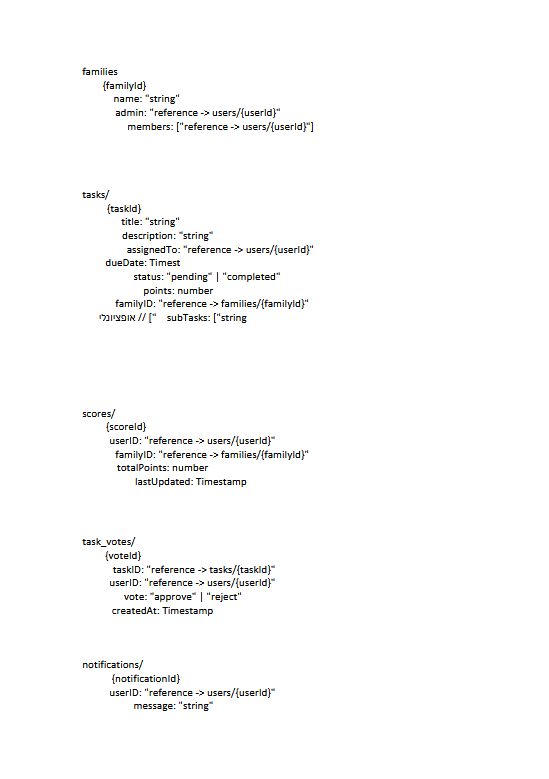 families
{familyId}
name: "string"
admin: "reference -> users/{userId}"
members: ["reference -> users/{userId}"]
tasks/
{taskId}
title: "string"
description: "string"
assignedTo: "reference -> users/{userId}"
dueDate: Timest
status: "pending" | "completed"
points: number
familyID: "reference -> families/{familyId}"
subTasks: ["string "] // אופציונלי
scores/
{scoreId}
userID: "reference -> users/{userId}"
familyID: "reference -> families/{familyId}"
totalPoints: number
lastUpdated: Timestamp
task_votes/
{voteId}
taskID: "reference -> tasks/{taskId}"
userID: "reference -> users/{userId}"
vote: "approve" | "reject"
createdAt: Timestamp
notifications/
{notificationId}
userID: "reference -> users/{userId}"
message: "string"